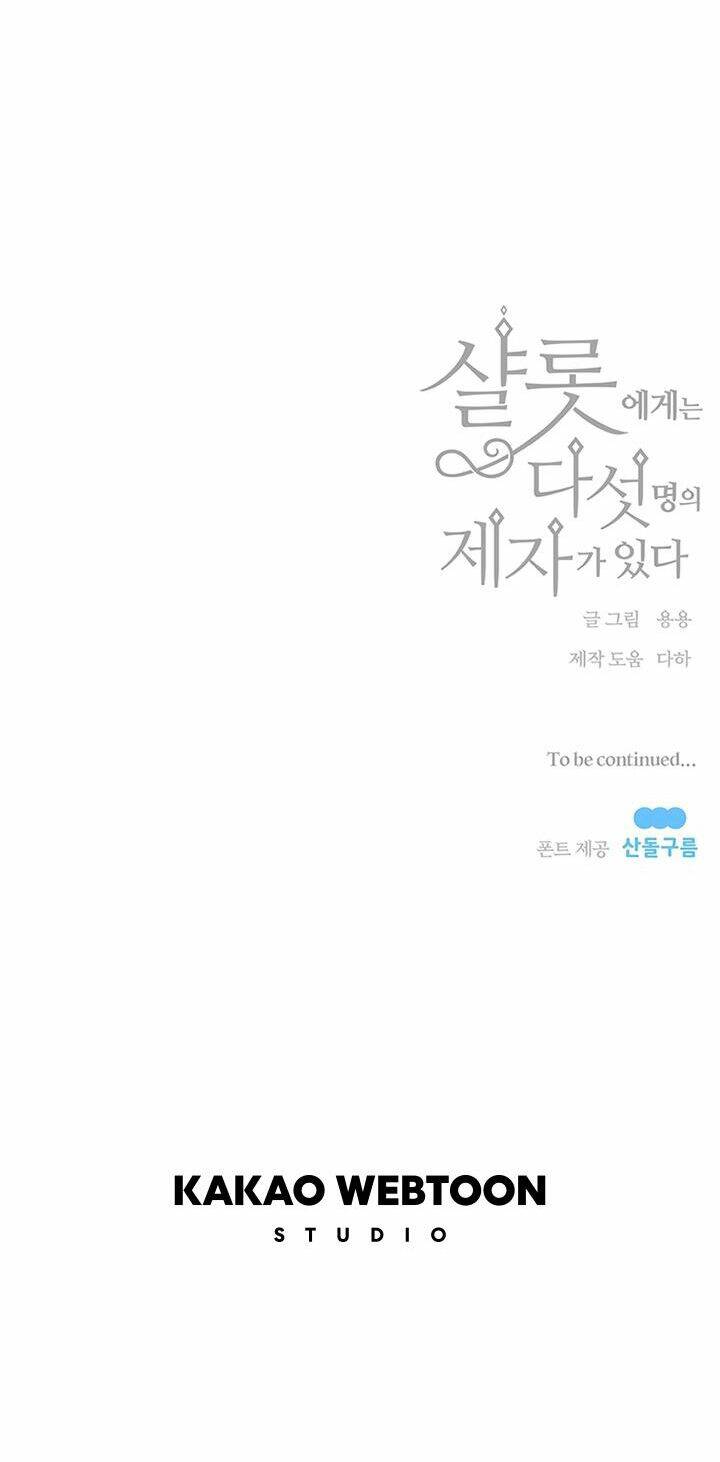 샬롯에게는
다섯명의
제자가 있다
글 그림 용용
제작 도움 다하
To be continued...
폰트 제공 산돌구름
KAKAO WEBTOON
STUDIO